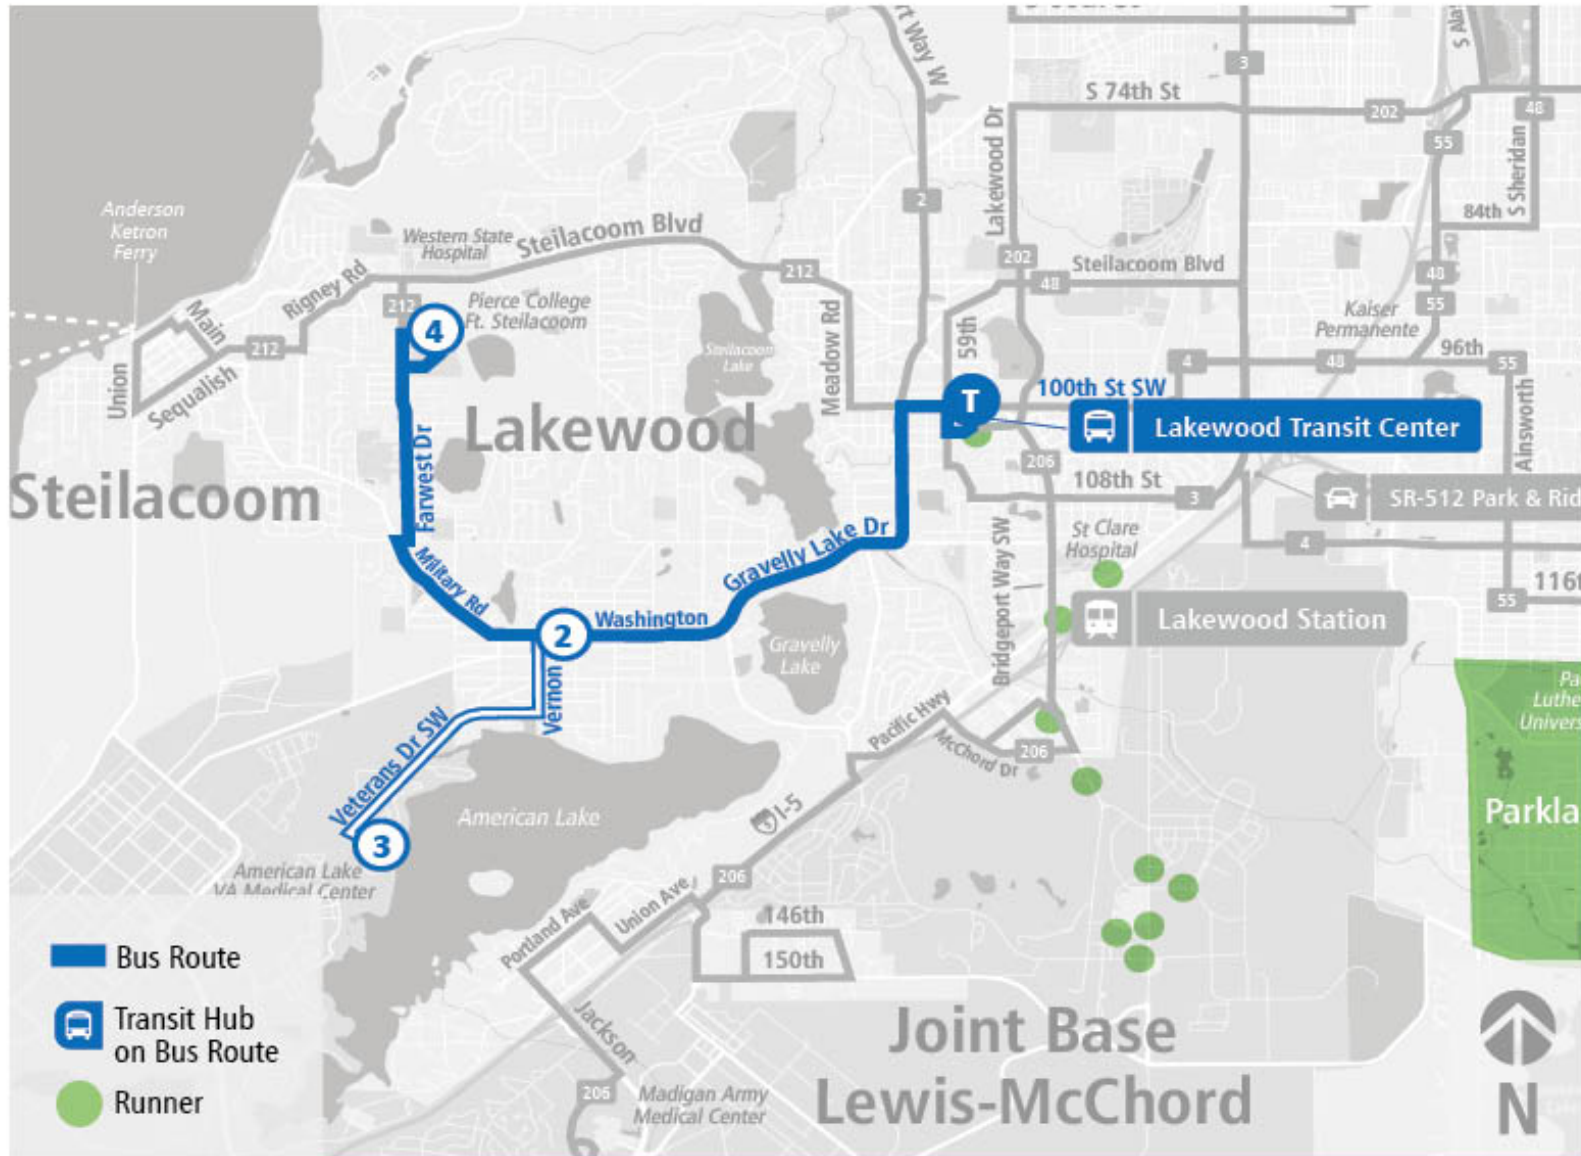 S 74th St
3
202
48
55
S Sheridan
84th
Lakewood Dr
2
Anderson
Ketron
Ferry
Western State
Hospital
Steilacoom Blvd
212
202
48
Steilacoom Blvd
48
55
Rigney Rd
212
4
Pierce College
Ft. Steilacoom
Main
212
Union
Sequalish
Steilacoom
Lake
Meadow Rd
59th
Kaiser
Permanente
4
48
96th
55
100th St SW
T
Lakewood Transit Center
Lakewood
Steilacoom
Farwest Dr
206
108th St
3
Ainsworth
SR-512 Park & Rid
St Clare
Hospital
4
Gravelly Lake Dr
Bridgeport Way SW
116t
55
Military Rd
2
Washington
Lakewood Station
Gravelly
Lake
Vernon
Pa
Luthe
Univers
Veterans Dr SW
Pacific Hwy
McChord Dr
206
American Lake
I-5
Parkla
3
American Lake
VA Medical Center
206
Union Ave
Portland Ave
146th
150th
Jackson
206
Madigan Army
Medical Center
Joint Base
Lewis-McChord
Bus Route
Transit Hub
on Bus Route
Runner
N